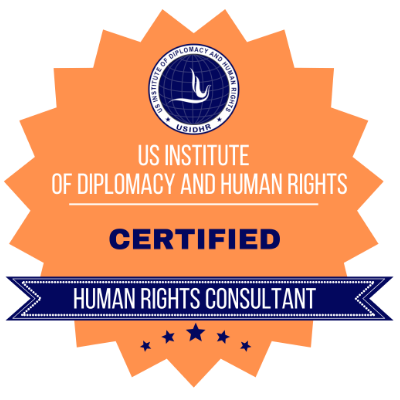 US INSTITUTE OF DIPLOMACY AND HUMAN RIGHTS
USIDHR
US INSTITUTE
OF DIPLOMACY AND HUMAN RIGHTS
CERTIFIED
HUMAN RIGHTS CONSULTANT